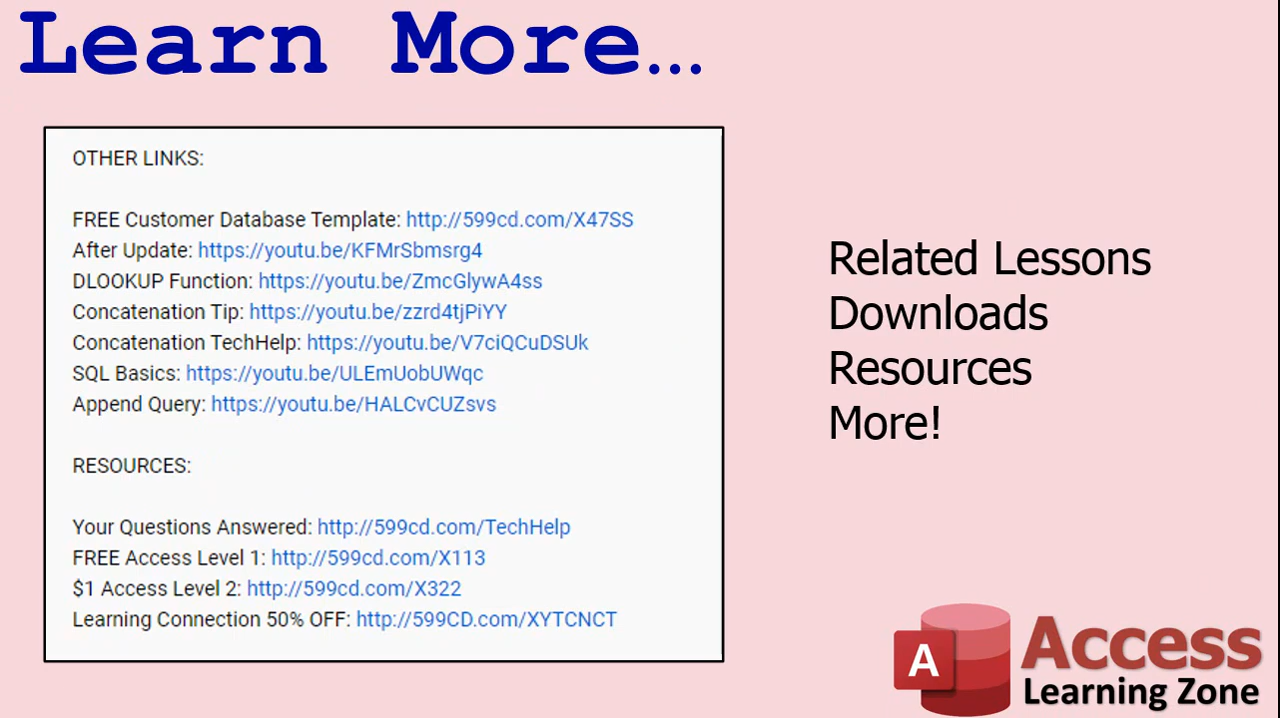 Learn More...
OTHER LINKS:
FREE Customer Database Template: http://599cd.com/X47SS
After Update: https://youtu.be/KFMrSbmsrg4
DLOOKUP Function: https://youtu.be/ZmcGlywA4ss
Concatenation Tip: https://youtu.be/zzrd4tjPiYY
Concatenation TechHelp: https://youtu.be/V7ciQCuDSUk
SQL Basics: https://youtu.be/ULEmUobUWqc
Append Query: https://youtu.be/HALCvCUZsvs
RESOURCES:
Your Questions Answered: http://599cd.com/TechHelp
FREE Access Level 1: http://599cd.com/X113
$1 Access Level 2: http://599cd.com/X322
Learning Connection 50% OFF: http://599CD.com/XYTCNCT
Related Lessons
Downloads
Resources
More!
A
Access
Learning Zone